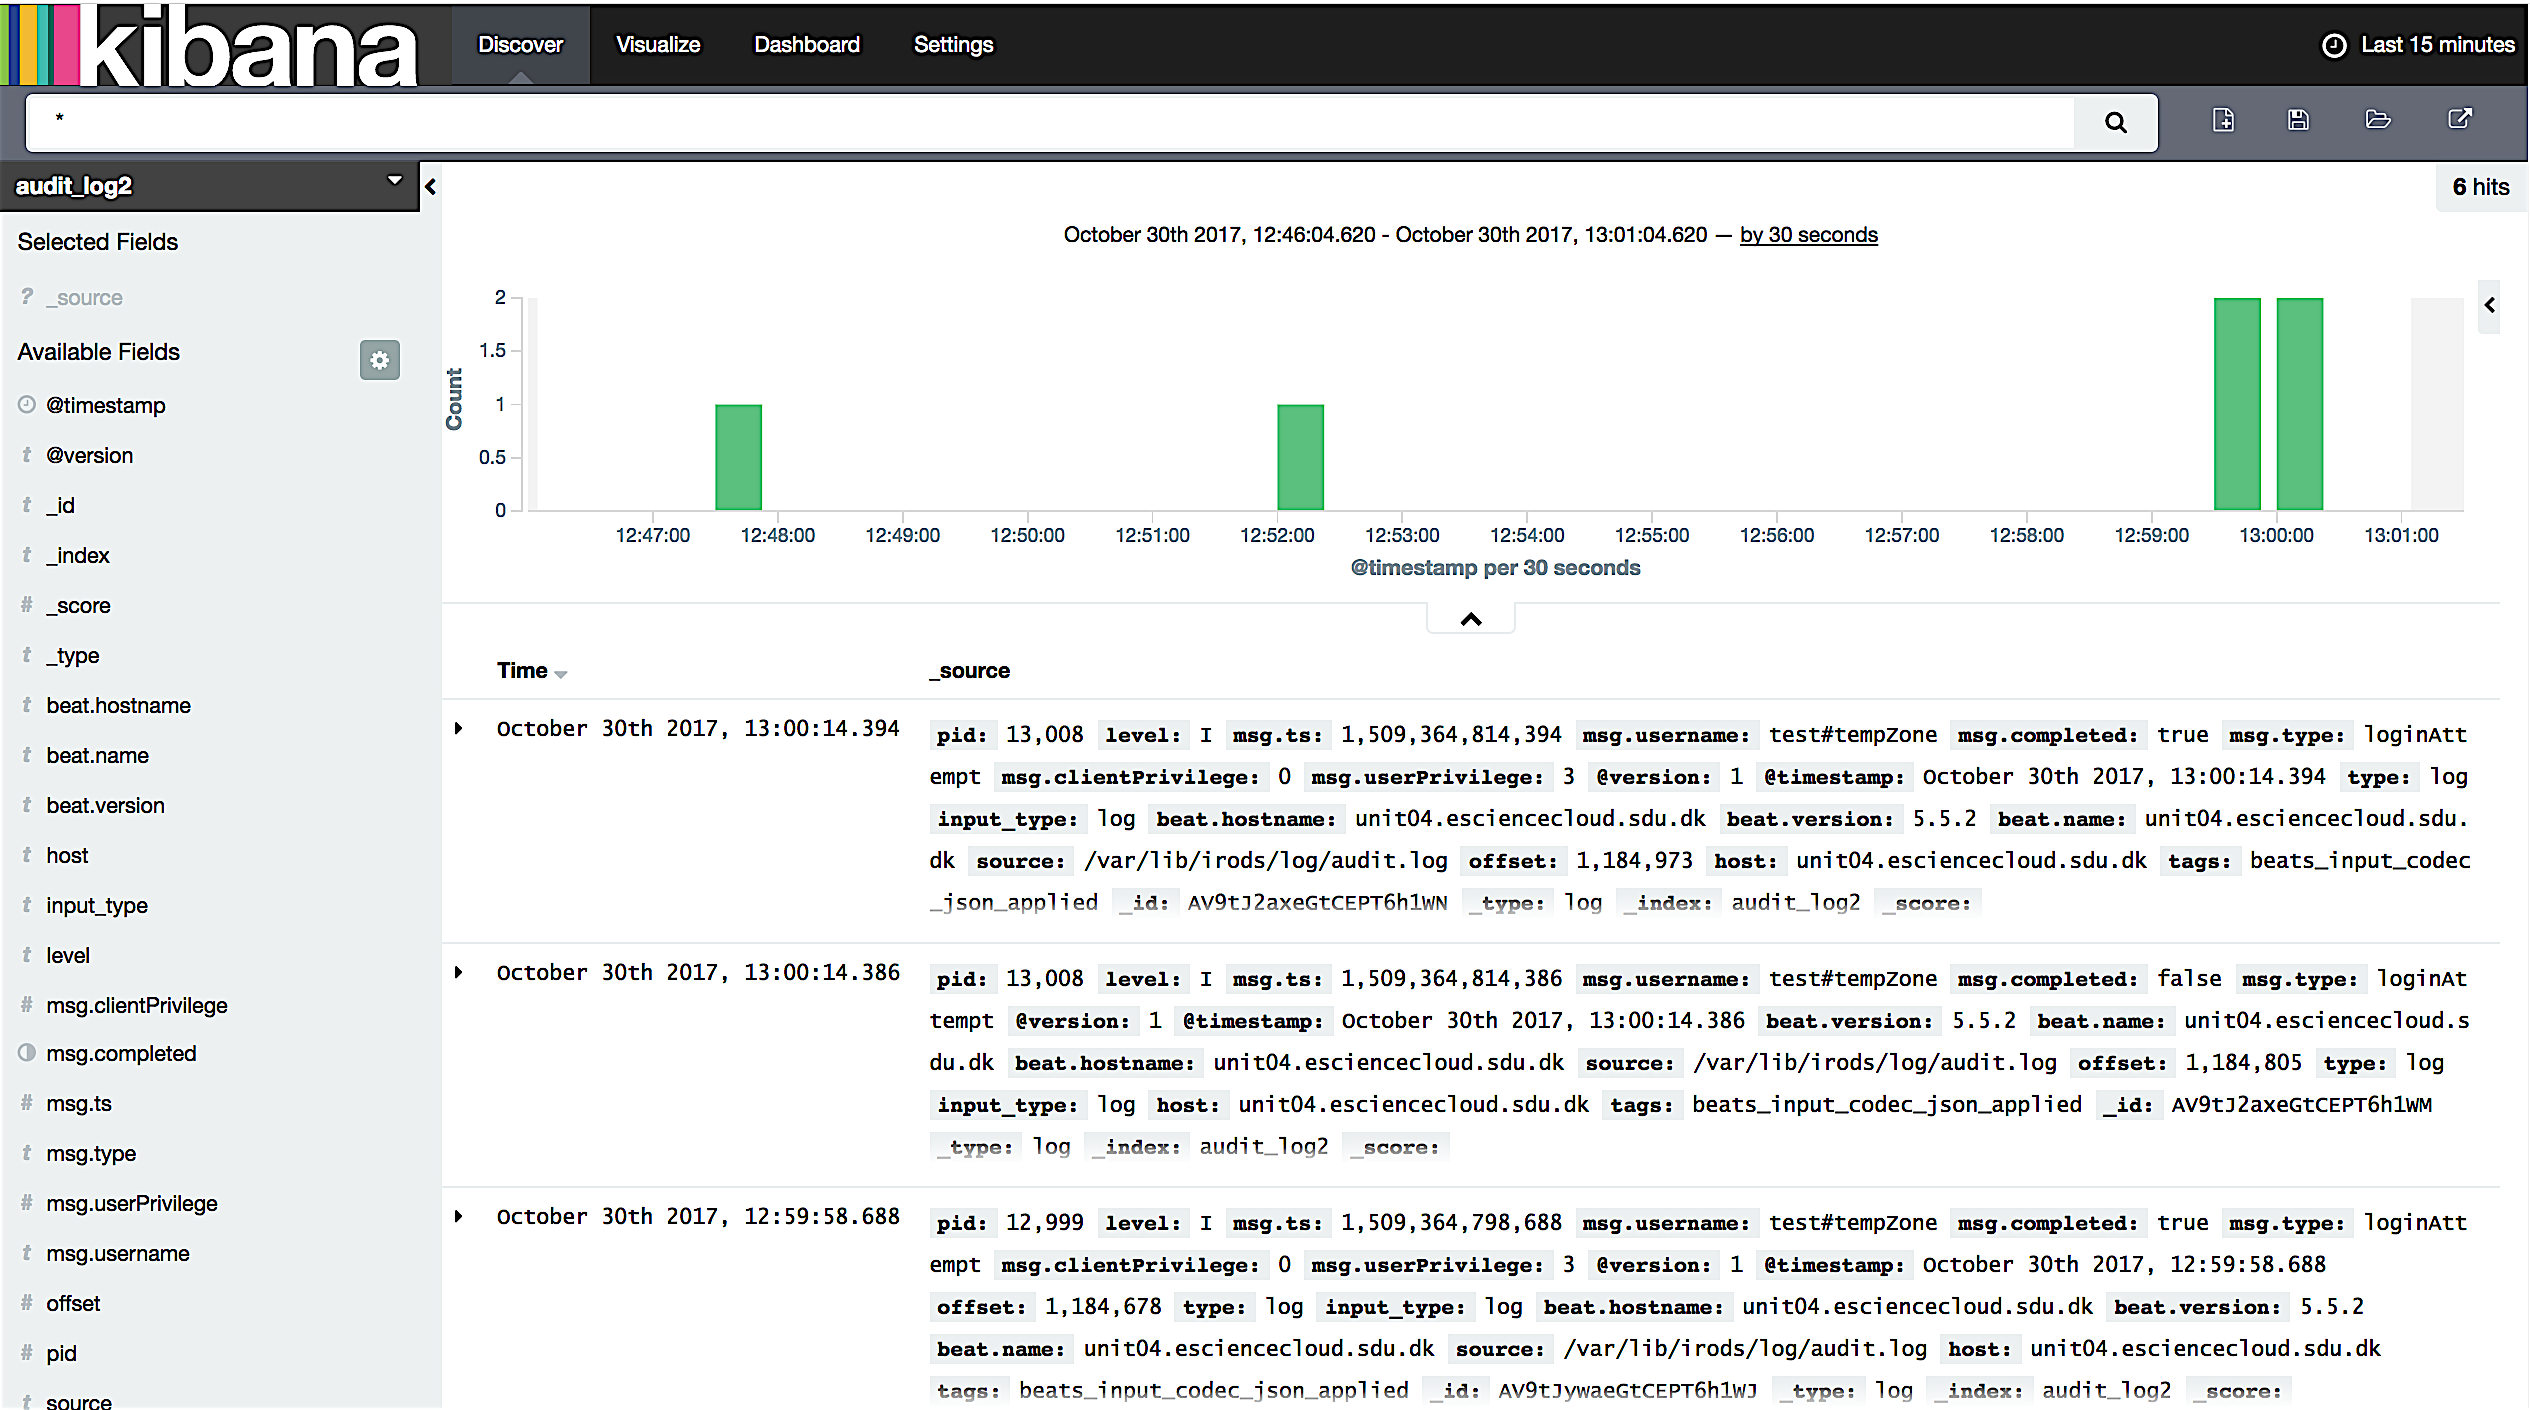 kibana
Discover Visualize Dashboard Settings Last 15 minutes
*
audit_log2
6 hits
Selected Fields
? _source
Available Fields
@timestamp
t @version
t _id
t _index
# _score
t _type
t beat.hostname
t beat.name
t beat.version
t host
t input_type
t level
# msg.clientPrivilege
msg.completed
# msg.ts
t msg.type
# msg.userPrivilege
t msg.username
# offset
# pid
t source
October 30th 2017, 12:46:04.620 - October 30th 2017, 13:01:04.620 — by 30 seconds
Count
2
1.5
1
0.5
0
12:47:00 12:48:00 12:49:00 12:50:00 12:51:00 12:52:00 12:53:00 12:54:00 12:55:00 12:56:00 12:57:00 12:58:00 12:59:00 13:00:00 13:01:00
@timestamp per 30 seconds
Time _source
October 30th 2017, 13:00:14.394 pid: 13,008 level: I msg.ts: 1,509,364,814,394 msg.username: test#tempZone msg.completed: true msg.type: loginAtt
empt msg.clientPrivilege: 0 msg.userPrivilege: 3 @version: 1 @timestamp: October 30th 2017, 13:00:14.394 type: log
input_type: log beat.hostname: unit04.esciencecloud.sdu.dk beat.version: 5.5.2 beat.name: unit04.esciencecloud.sdu.
dk source: /var/lib/irods/log/audit.log offset: 1,184,973 host: unit04.esciencecloud.sdu.dk tags: beats_input_codec
_json_applied _id: AV9tJ2axeGtCEPT6h1WN _type: log _index: audit_log2 _score:
October 30th 2017, 13:00:14.386 pid: 13,008 level: I msg.ts: 1,509,364,814,386 msg.username: test#tempZone msg.completed: false msg.type: loginAt
tempt @version: 1 @timestamp: October 30th 2017, 13:00:14.386 beat.version: 5.5.2 beat.name: unit04.esciencecloud.s
du.dk beat.hostname: unit04.esciencecloud.sdu.dk source: /var/lib/irods/log/audit.log offset: 1,184,805 type: log
input_type: log host: unit04.esciencecloud.sdu.dk tags: beats_input_codec_json_applied _id: AV9tJ2axeGtCEPT6h1WM
_type: log _index: audit_log2 _score:
October 30th 2017, 12:59:58.688 pid: 12,999 level: I msg.ts: 1,509,364,798,688 msg.username: test#tempZone msg.completed: true msg.type: loginAtt
empt msg.clientPrivilege: 0 msg.userPrivilege: 3 @version: 1 @timestamp: October 30th 2017, 12:59:58.688
offset: 1,184,678 type: log input_type: log beat.hostname: unit04.esciencecloud.sdu.dk beat.version: 5.5.2
beat.name: unit04.esciencecloud.sdu.dk source: /var/lib/irods/log/audit.log host: unit04.esciencecloud.sdu.dk
tags: beats_input_codec_json_applied _id: AV9tJywaeGtCEPT6h1WJ _type: log _index: audit_log2 _score: